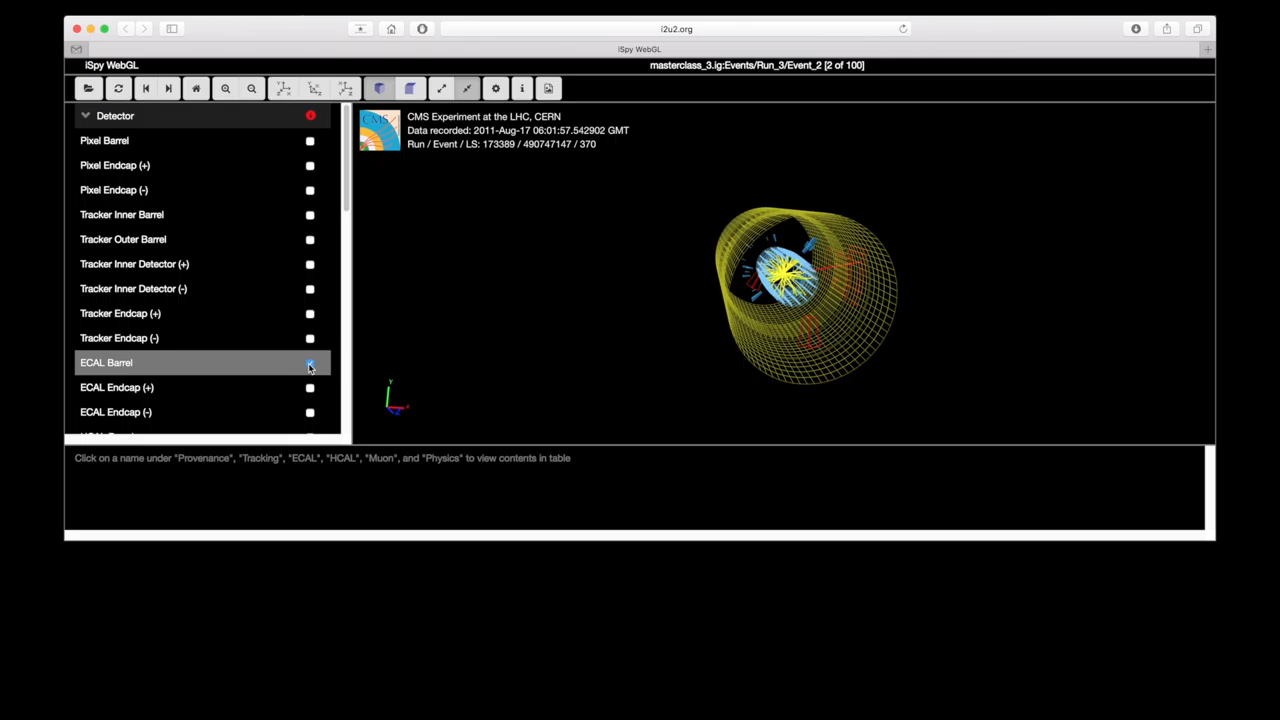 i2u2.org
iSpy WebGL
iSpy WebGL
masterclass_3.ig:Events/Run_3/Event_2 [2 of 100]
Detector
Pixel Barrel
Pixel Endcap (+)
Pixel Endcap (-)
Tracker Inner Barrel
Tracker Outer Barrel
Tracker Inner Detector (+)
Tracker Inner Detector (-)
Tracker Endcap (+)
Tracker Endcap (-)
ECAL Barrel
ECAL Endcap (+)
ECAL Endcap (-)
CMS
CMS Experiment at the LHC, CERN
Data recorded: 2011-Aug-17 06:01:57.542902 GMT
Run / Event / LS: 173389 / 490747147 / 370
Y
Click on a name under "Provenance", "Tracking", "ECAL", "HCAL", "Muon", and "Physics" to view contents in table